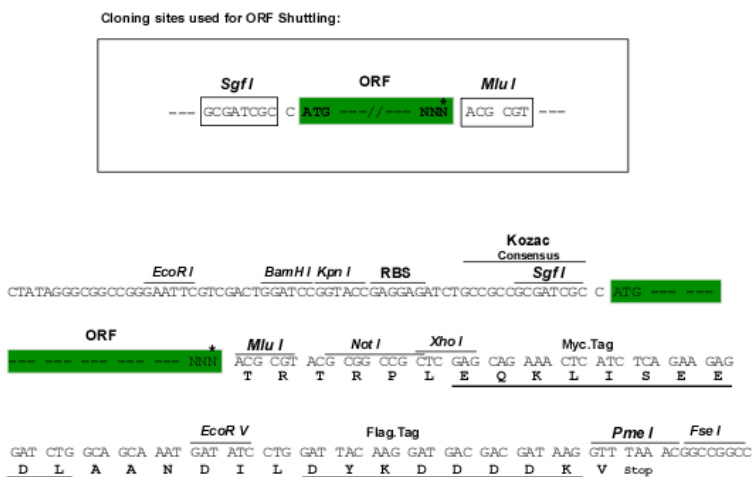 Cloning sites used for ORF Shuttling:
Sgf I ORF Mlu I
--- GCGATCGC C ATG ---//--- NNN* ACG CGT ---
Kozac
Consensus
EcoR I BamH I Kpn I RBS Sgf I
CTATAGGGCGGCCGGGAATTCGTCGACTGGATCCGGTACCGAGGAGATCTGCCGCCGCGATCGC C ATG --- ---
ORF
Mlu I Not I Xho I Myc.Tag
--- --- --- --- --- --- NNN* ACG CGT ACG CGG CCG CTC GAG CAG AAA CTC ATC TCA GAA GAG
T R T R P L E Q K L I S E E
EcoR V Flag.Tag Pme I Fse I
GAT CTG GCA GCA AAT GAT ATC CTG GAT TAC AAG GAT GAC GAC GAT AAG GTT TAA ACGGCCGGCC
D L A A N D I L D Y K D D D D K V Stop